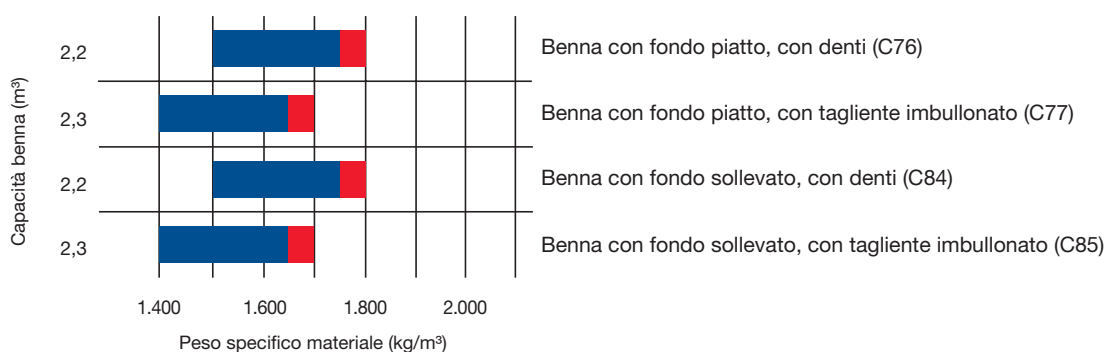 Capacità benna (m³)
2,2 Benna con fondo piatto, con denti (C76)
2,3 Benna con fondo piatto, con tagliente imbullonato (C77)
2,2 Benna con fondo sollevato, con denti (C84)
2,3 Benna con fondo sollevato, con tagliente imbullonato (C85)
1.400 1.600 1.800 2.000
Peso specifico materiale (kg/m³)